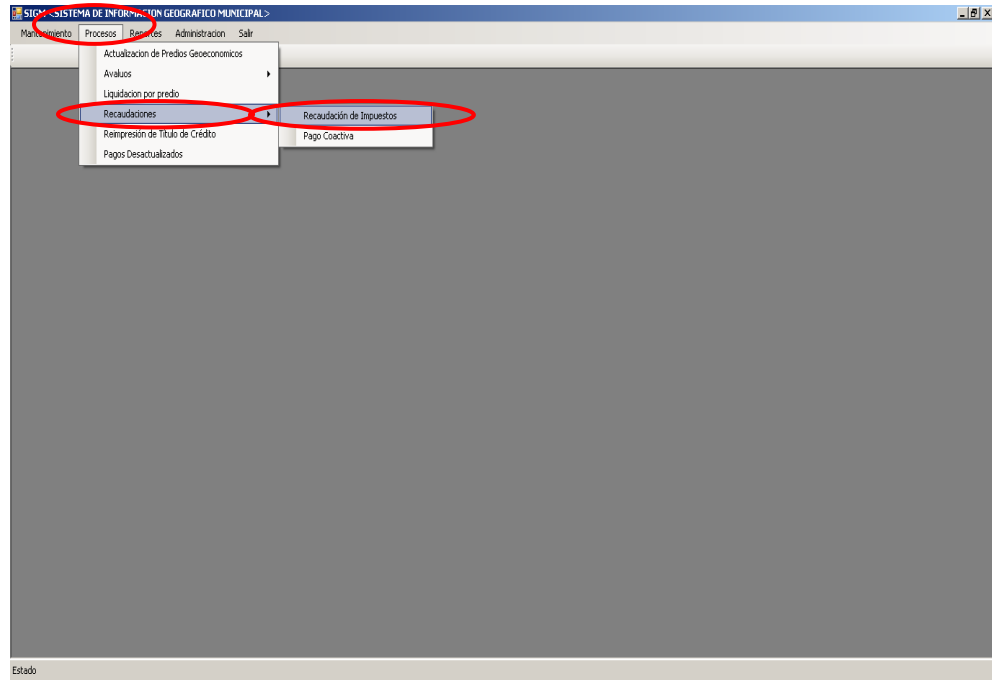 SIGM <SISTEMA DE INFORMACION GEOGRAFICO MUNICIPAL>
Mantenimiento Procesos Reportes Administracion Salir
Actualizacion de Predios Geoeconomicos
Avaluos
Liquidacion por predio
Recaudaciones
Recaudación de Impuestos
Reimpresión de Titulo de Crédito
Pago Coactiva
Pagos Desactualizados
Estado